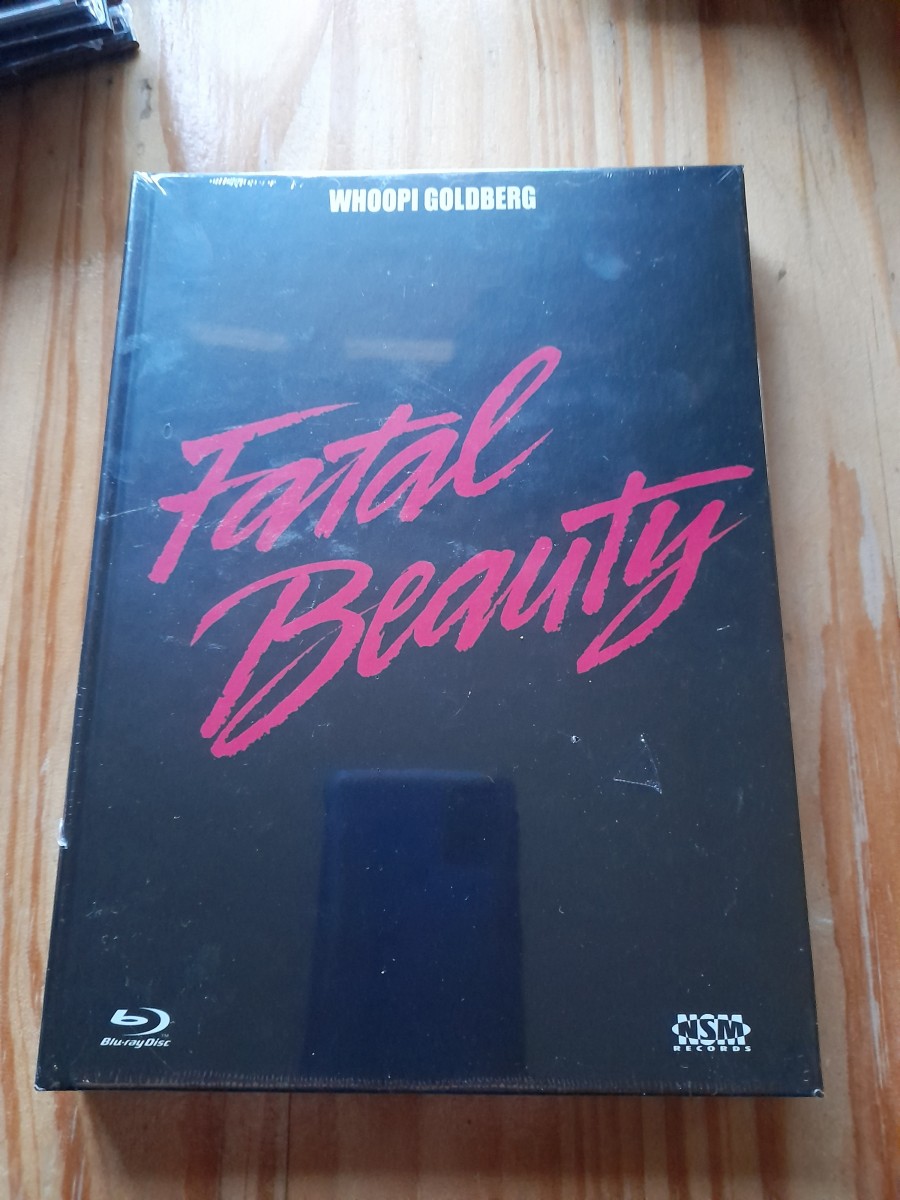 WHOOPI GOLDBERG
Fatal
Beauty
Blu-ray Disc
NSM
RECORDS